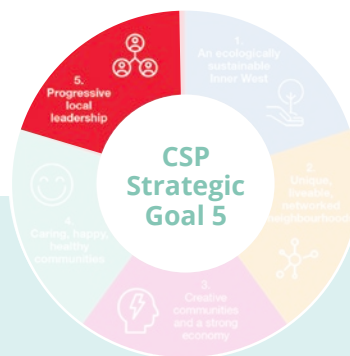 1.
An ecologically
sustainable
Inner West
2.
Unique,
liveable,
networked
neighbourhoods
3.
Creative
communities
and a strong
economy
4.
Caring, happy,
healthy
communities
5.
Progressive
local
leadership
CSP
Strategic
Goal 5